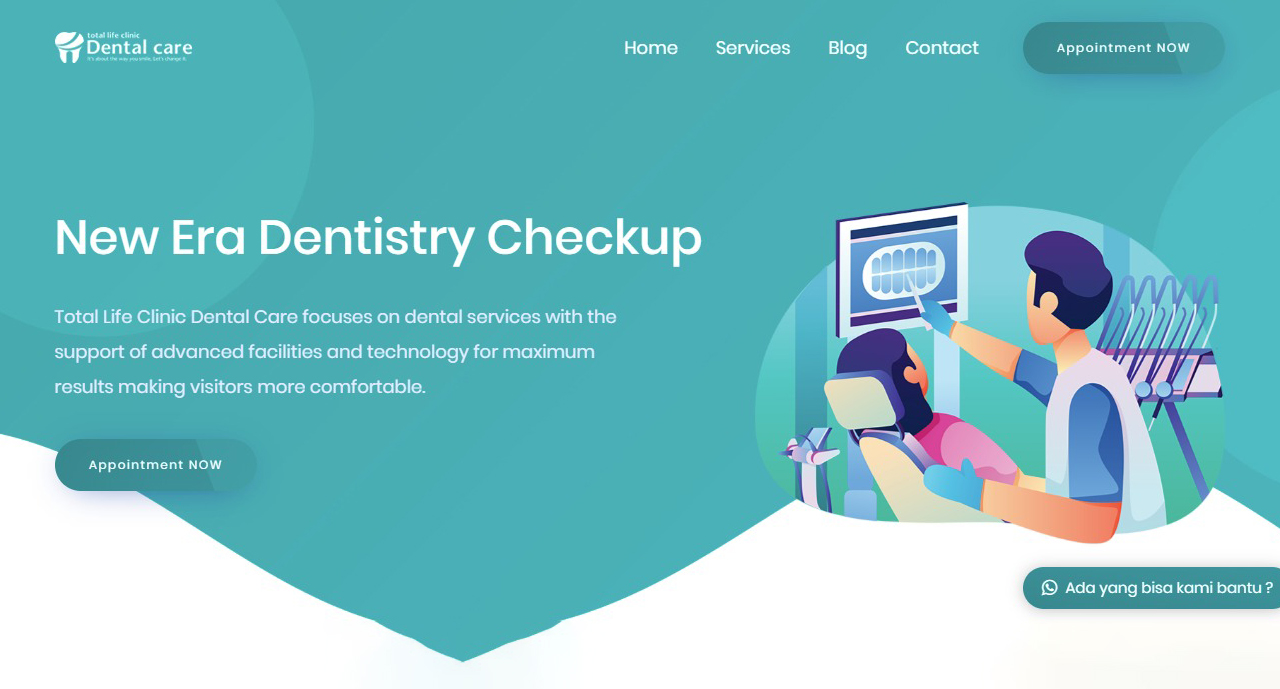 total life clinic
Dental care
It's about the way you smile. Let's change it.
Home
Services
Blog
Contact
Appointment NOW
New Era Dentistry Checkup
Total Life Clinic Dental Care focuses on dental services with the
support of advanced facilities and technology for maximum
results making visitors more comfortable.
Appointment NOW
Ada yang bisa kami bantu ?